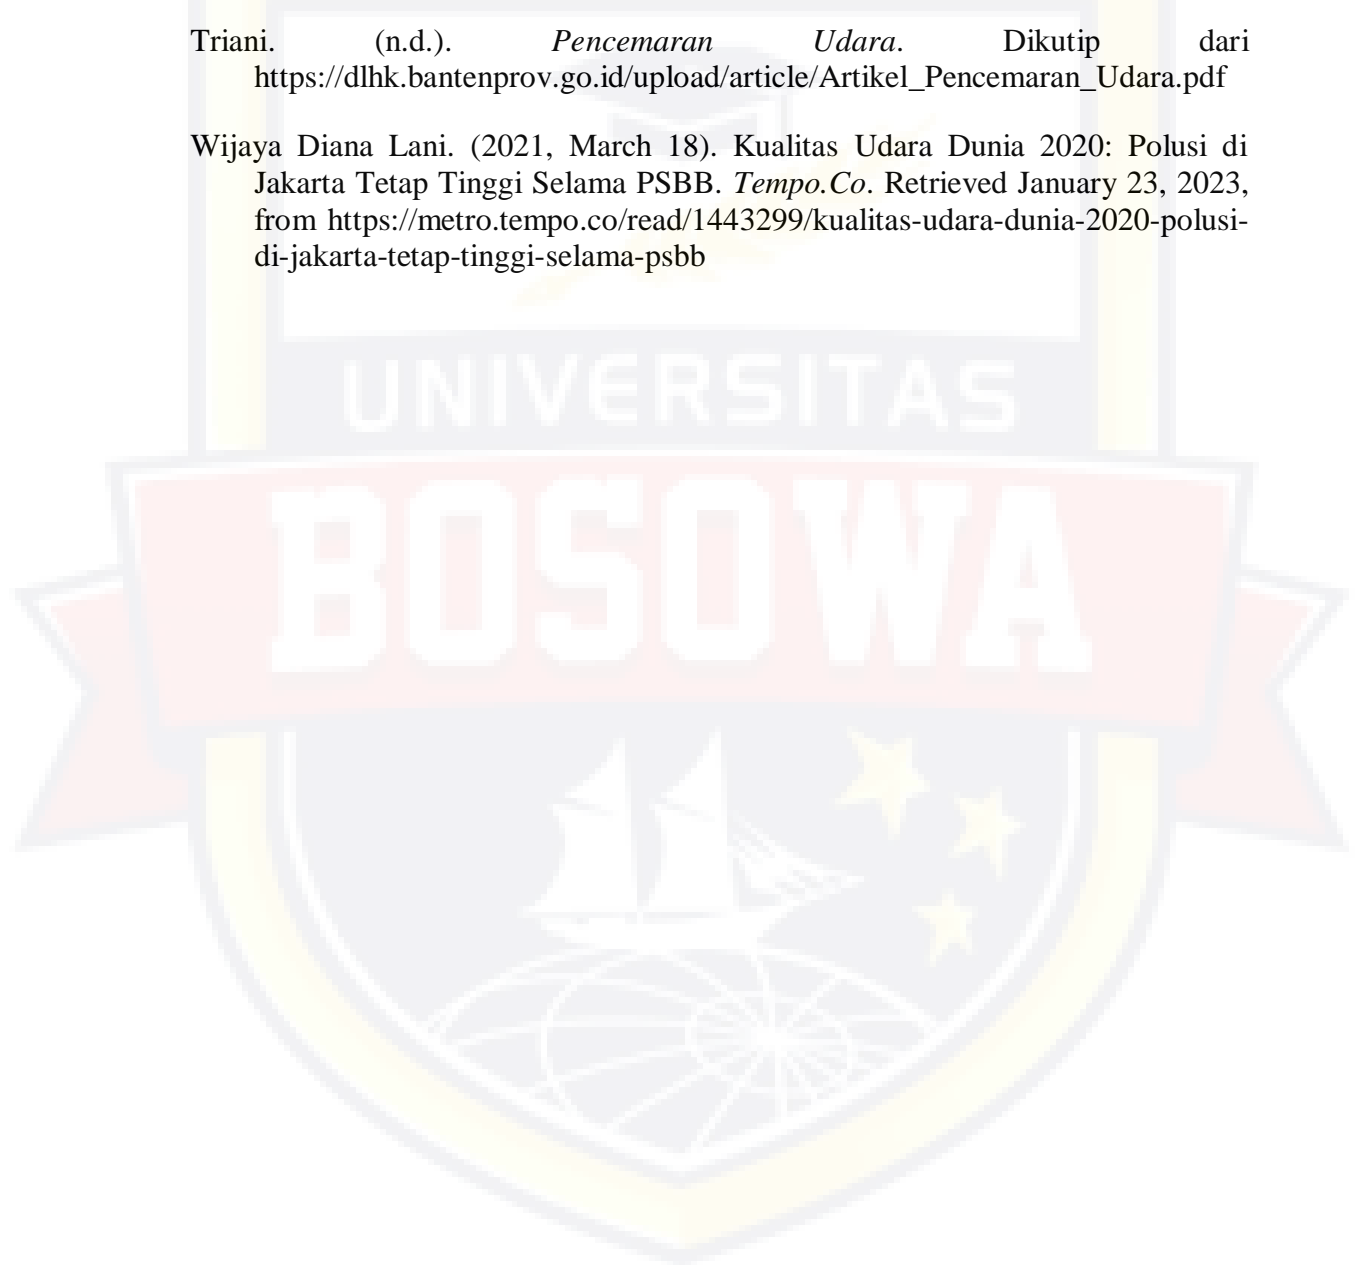 Triani. (n.d.). Pencemaran Udara. Dikutip dari
https://dlhk.bantenprov.go.id/upload/article/Artikel_Pencemaran_Udara.pdf
Wijaya Diana Lani. (2021, March 18). Kualitas Udara Dunia 2020: Polusi di
Jakarta Tetap Tinggi Selama PSBB. Tempo.Co. Retrieved January 23, 2023,
from https://metro.tempo.co/read/1443299/kualitas-udara-dunia-2020-polusi-
di-jakarta-tetap-tinggi-selama-psbb
UNIVERSITAS
BOSOWA